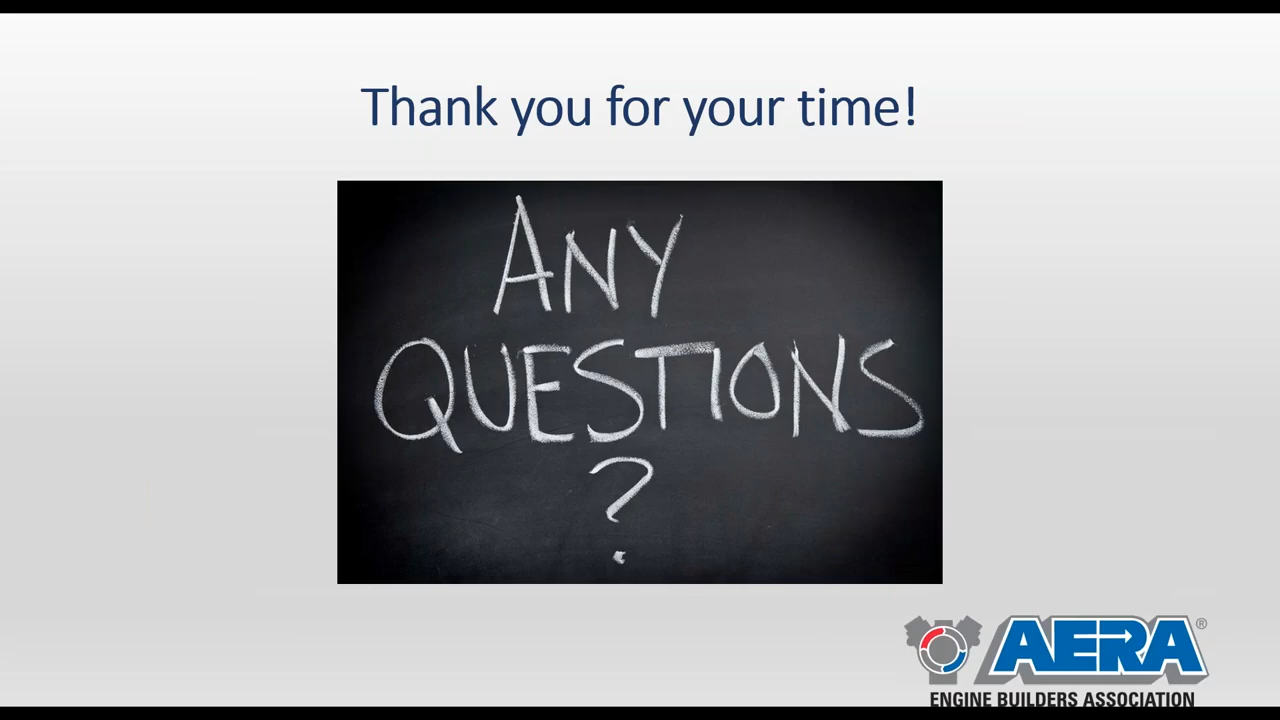 Thank you for your time!
ANY
QUESTIONS
?
AERA®
ENGINE BUILDERS ASSOCIATION